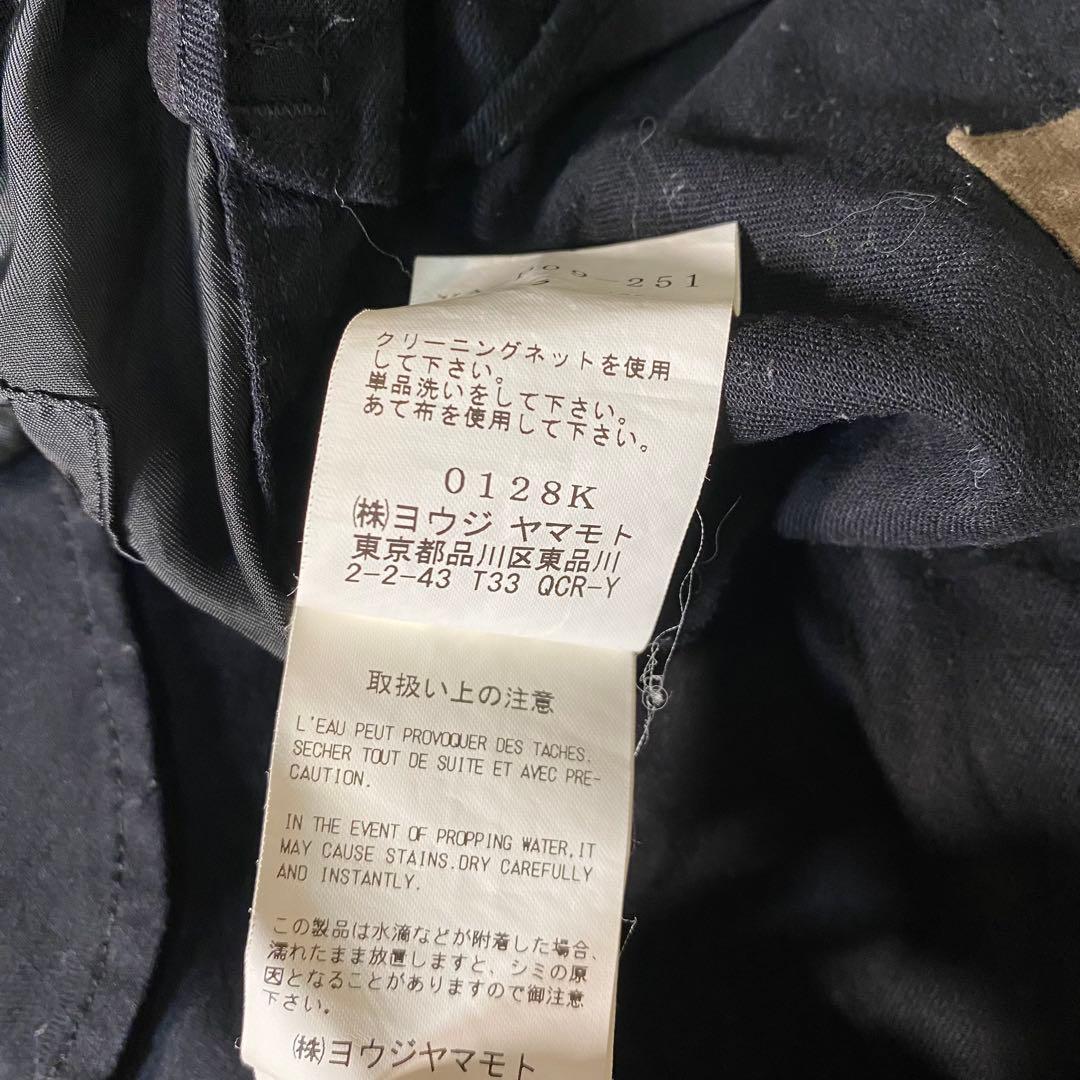 09-251
クリーニングネットを使用
して下さい。
単品洗いをして下さい。
あて布を使用して下さい。
0128K
㈱ヨウジ ヤマモト
東京都品川区東品川
2-2-43 T33 QCR-Y
取扱い上の注意
L'EAU PEUT PROVOQUER DES TACHES.
SECHER TOUT DE SUITE ET AVEC PRE-
CAUTION.
IN THE EVENT OF PROPPING WATER,IT
MAY CAUSE STAINS.DRY CAREFULLY
AND INSTANTLY.
この製品は水滴などが附着した場合、
濡れたまま放置しますと、シミの原
因となることがありますので御注意
下さい。
㈱ヨウジヤマモト